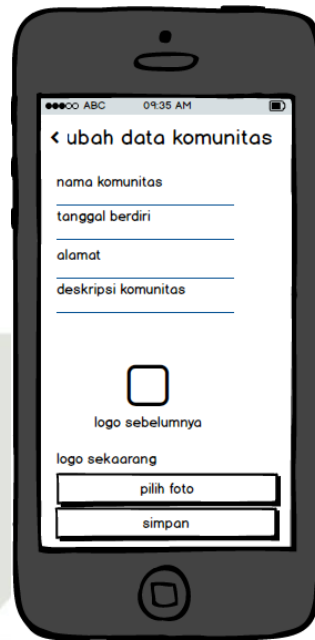 ABC 09:35 AM
< ubah data komunitas
nama komunitas
tanggal berdiri
alamat
deskripsi komunitas
logo sebelumnya
logo sekaarang
pilih foto
simpan